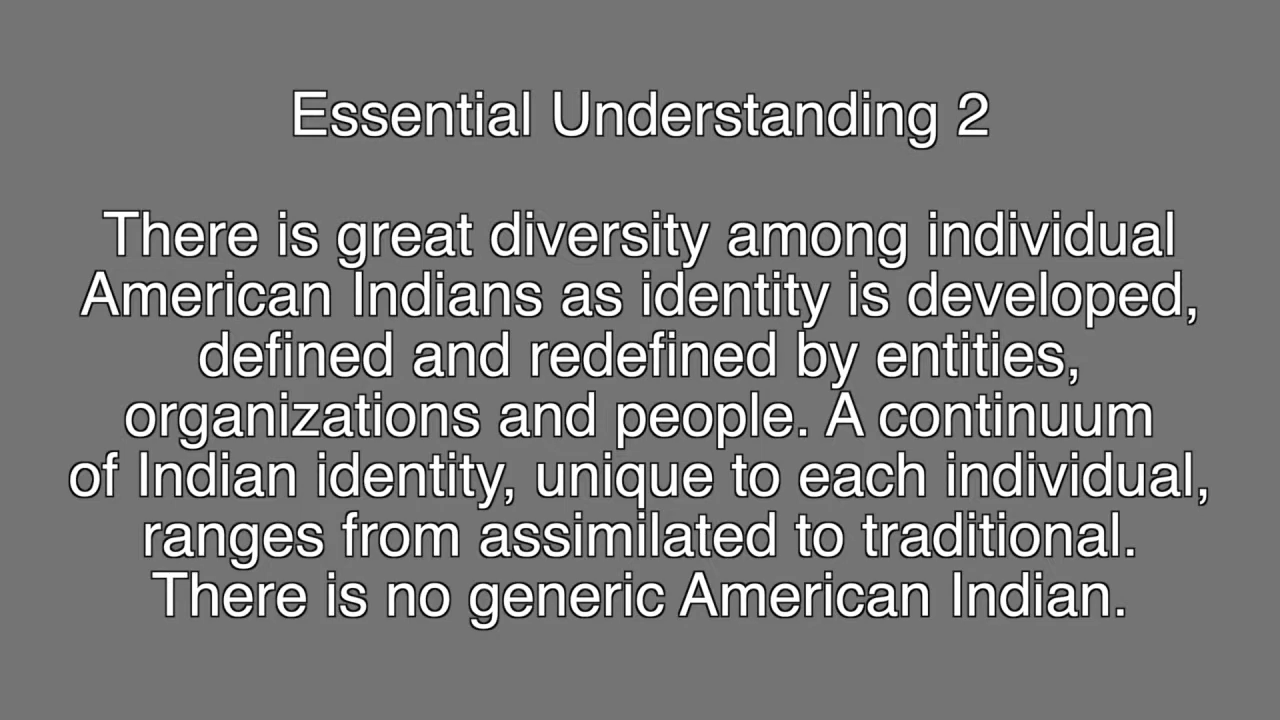 Essential Understanding 2
There is great diversity among individual
American Indians as identity is developed,
defined and redefined by entities,
organizations and people. A continuum
of Indian identity, unique to each individual,
ranges from assimilated to traditional.
There is no generic American Indian.